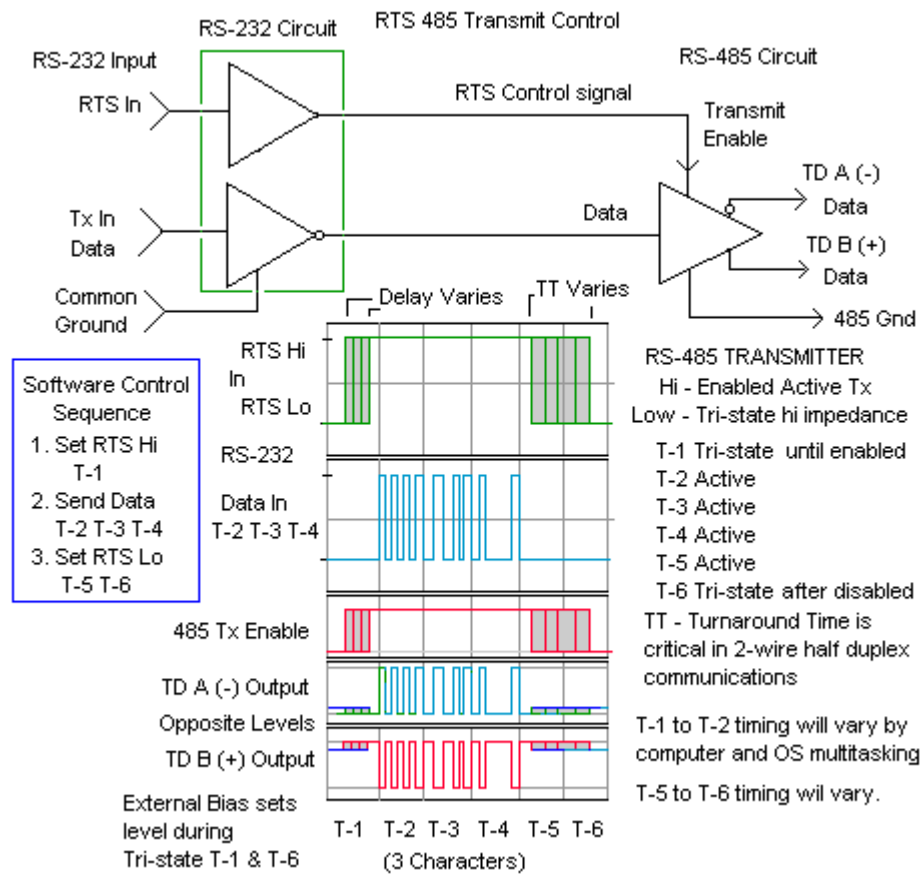 RTS 485 Transmit Control
RS-232 Circuit
RS-232 Input
RS-485 Circuit
RTS In
RTS Control signal
Transmit
Enable
TD A (-)
Data
Tx In
Data
Data
TD B (+)
Data
Common
Ground
485 Gnd
Delay Varies
TT Varies
Software Control
Sequence
1. Set RTS Hi
T-1
2. Send Data
T-2 T-3 T-4
3. Set RTS Lo
T-5 T-6
RTS Hi
In
RTS Lo
RS-232
Data In
T-2 T-3 T-4
485 Tx Enable
TD A (-) Output
Opposite Levels
TD B (+) Output
External Bias sets
level during
Tri-state T-1 & T-6
T-1 T-2 T-3 T-4 T-5 T-6
(3 Characters)
RS-485 TRANSMITTER
Hi - Enabled Active Tx
Low - Tri-state hi impedance
T-1 Tri-state until enabled
T-2 Active
T-3 Active
T-4 Active
T-5 Active
T-6 Tri-state after disabled
TT - Turnaround Time is
critical in 2-wire half duplex
communications
T-1 to T-2 timing will vary by
computer and OS multitasking
T-5 to T-6 timing wil vary.